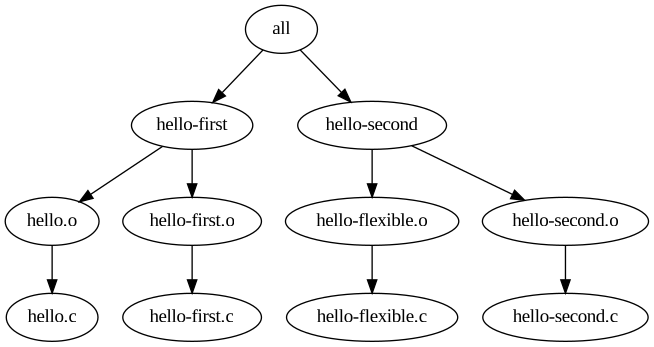 all
hello-first
hello-second
hello.o
hello-first.o
hello-flexible.o
hello-second.o
hello.c
hello-first.c
hello-flexible.c
hello-second.c